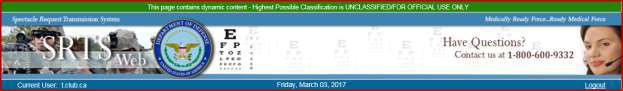 This page contains dynamic content - Highest Possible Classification is UNCLASSIFIED/FOR OFFICIAL USE ONLY
Spectacle Request Transmission System
Medically Ready Force...Ready Medical Force
SRTS
Web
DEPARTMENT OF DEFENSE
UNITED STATES OF AMERICA
E
F P
T O Z
Have Questions?
Contact us at 1-800-600-9332
Current User: t.club.ca
Friday, March 03, 2017
Logout